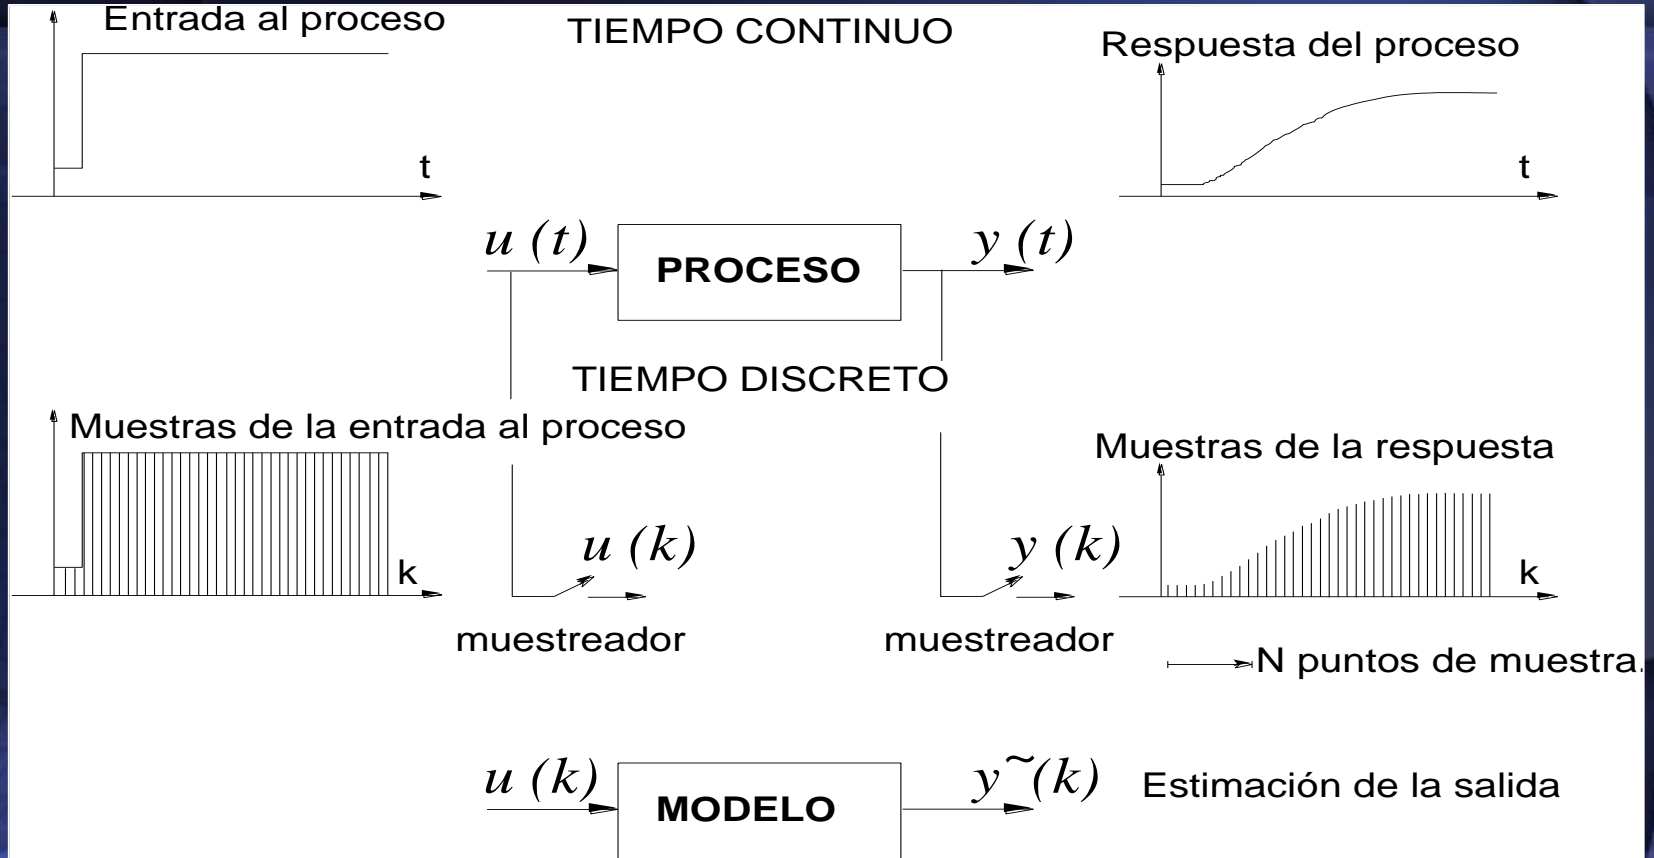 Entrada al proceso
TIEMPO CONTINUO
Respuesta del proceso
t
t
u (t)
PROCESO
y (t)
TIEMPO DISCRETO
Muestras de la entrada al proceso
Muestras de la respuesta
u (k)
y (k)
k
k
muestreador
muestreador
N puntos de muestra.
u (k)
MODELO
y~(k)
Estimación de la salida